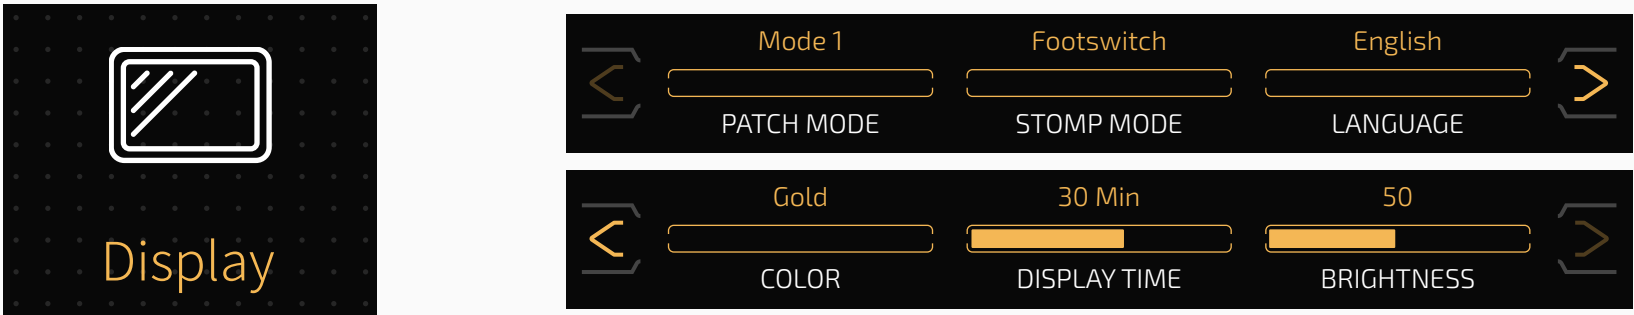 Display
Mode 1 Footswitch English
PATCH MODE STOMP MODE LANGUAGE
Gold 30 Min 50
COLOR DISPLAY TIME BRIGHTNESS